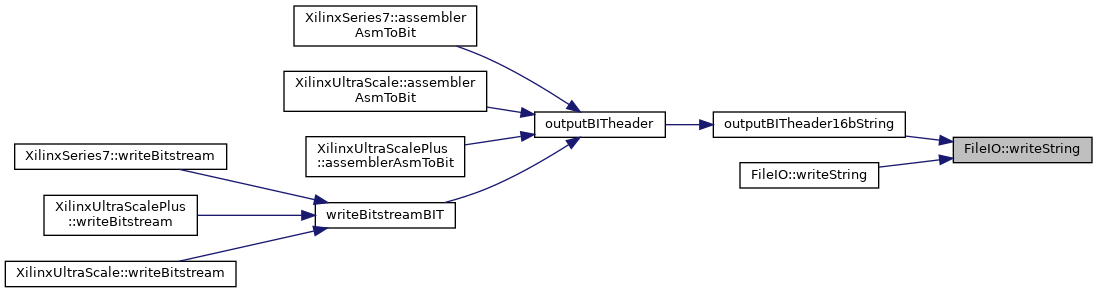 XilinxSeries7::assembler
AsmToBit
XilinxUltraScale::assembler
AsmToBit
XilinxUltraScalePlus
::assemblerAsmToBit
XilinxSeries7::writeBitstream
XilinxUltraScalePlus
::writeBitstream
XilinxUltraScale::writeBitstream
writeBitstreamBIT
outputBITheader
outputBITheader16bString
FileIO::writeString
FileIO::writeString